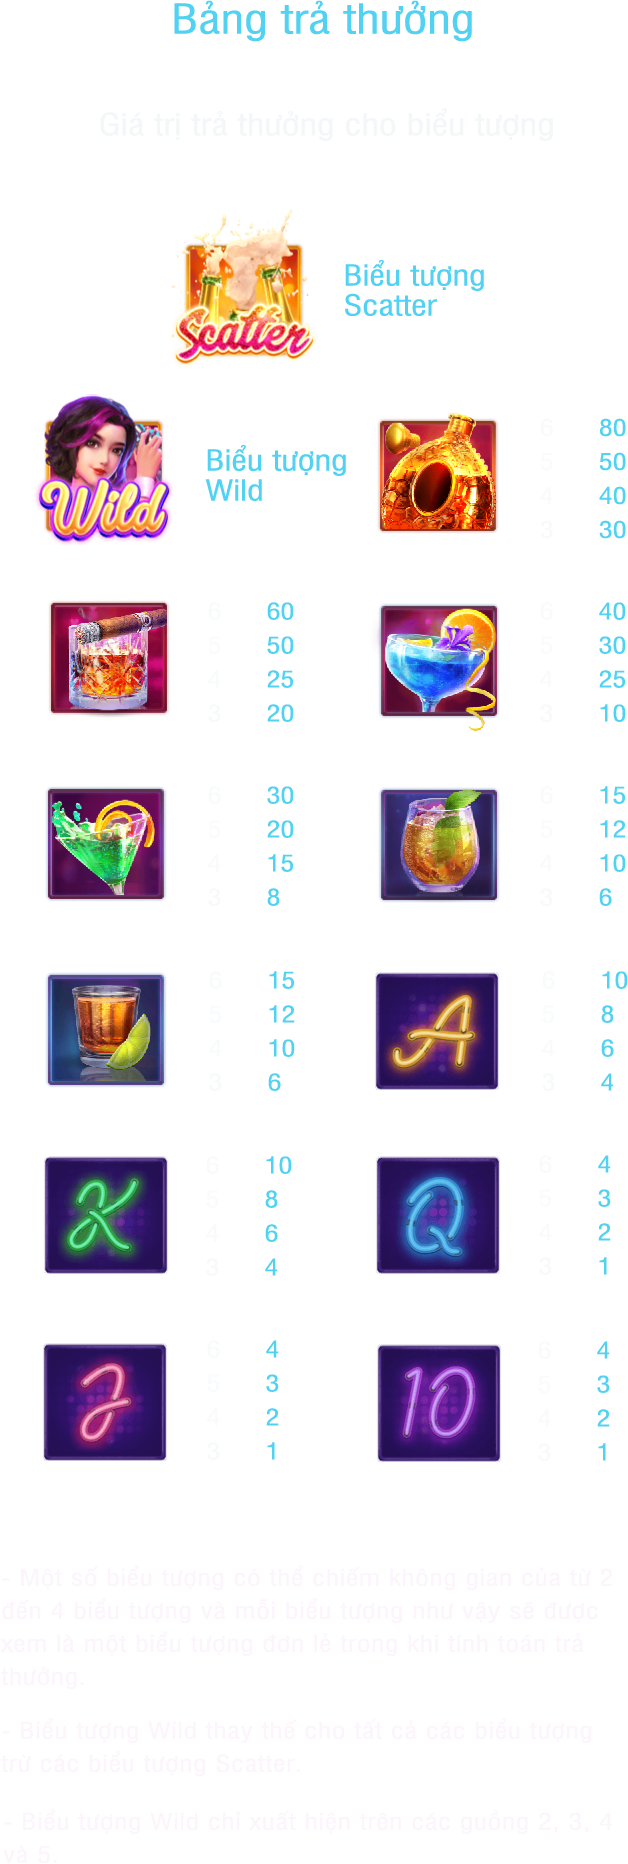 Bảng trả thưởng
Giá trị trả thưởng cho biểu tượng
Scatter
Biểu tượng
Scatter
Wild
Biểu tượng
Wild
6 80
5 50
4 40
3 30
6 60
5 50
4 25
3 20
6 40
5 30
4 25
3 10
6 30
5 20
4 15
3 8
6 15
5 12
4 10
3 6
6 15
5 12
4 10
3 6
A
6 10
5 8
4 6
3 4
K
6 10
5 8
4 6
3 4
Q
6 4
5 3
4 2
3 1
J
6 4
5 3
4 2
3 1
10
6 4
5 3
4 2
3 1
- Một số biểu tượng có thể chiếm không gian của từ 2
đến 4 biểu tượng và mỗi biểu tượng như vậy sẽ được
xem là một biểu tượng đơn lẻ trong khi tính toán trả
thưởng.
- Biểu tượng Wild thay thế cho tất cả các biểu tượng
trừ các biểu tượng Scatter.
- Biểu tượng Wild chỉ xuất hiện trên các guồng 2, 3, 4
và 5.